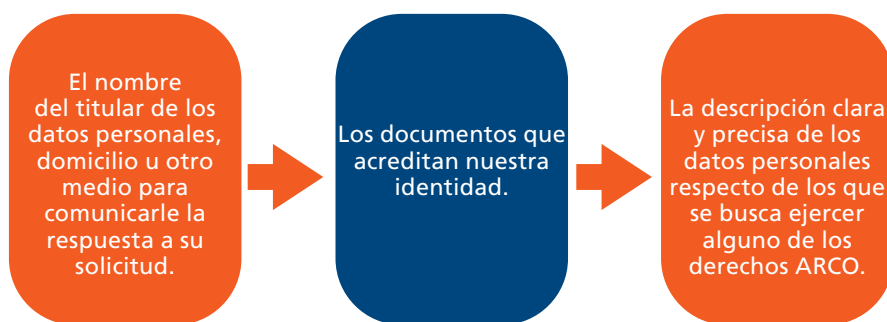 El nombre
del titular de los
datos personales,
domicilio u otro
medio para
comunicarle la
respuesta a su
solicitud.
Los documentos que
acreditan nuestra
identidad.
La descripción clara
y precisa de los
datos personales
respecto de los que
se busca ejercer
alguno de los
derechos ARCO.